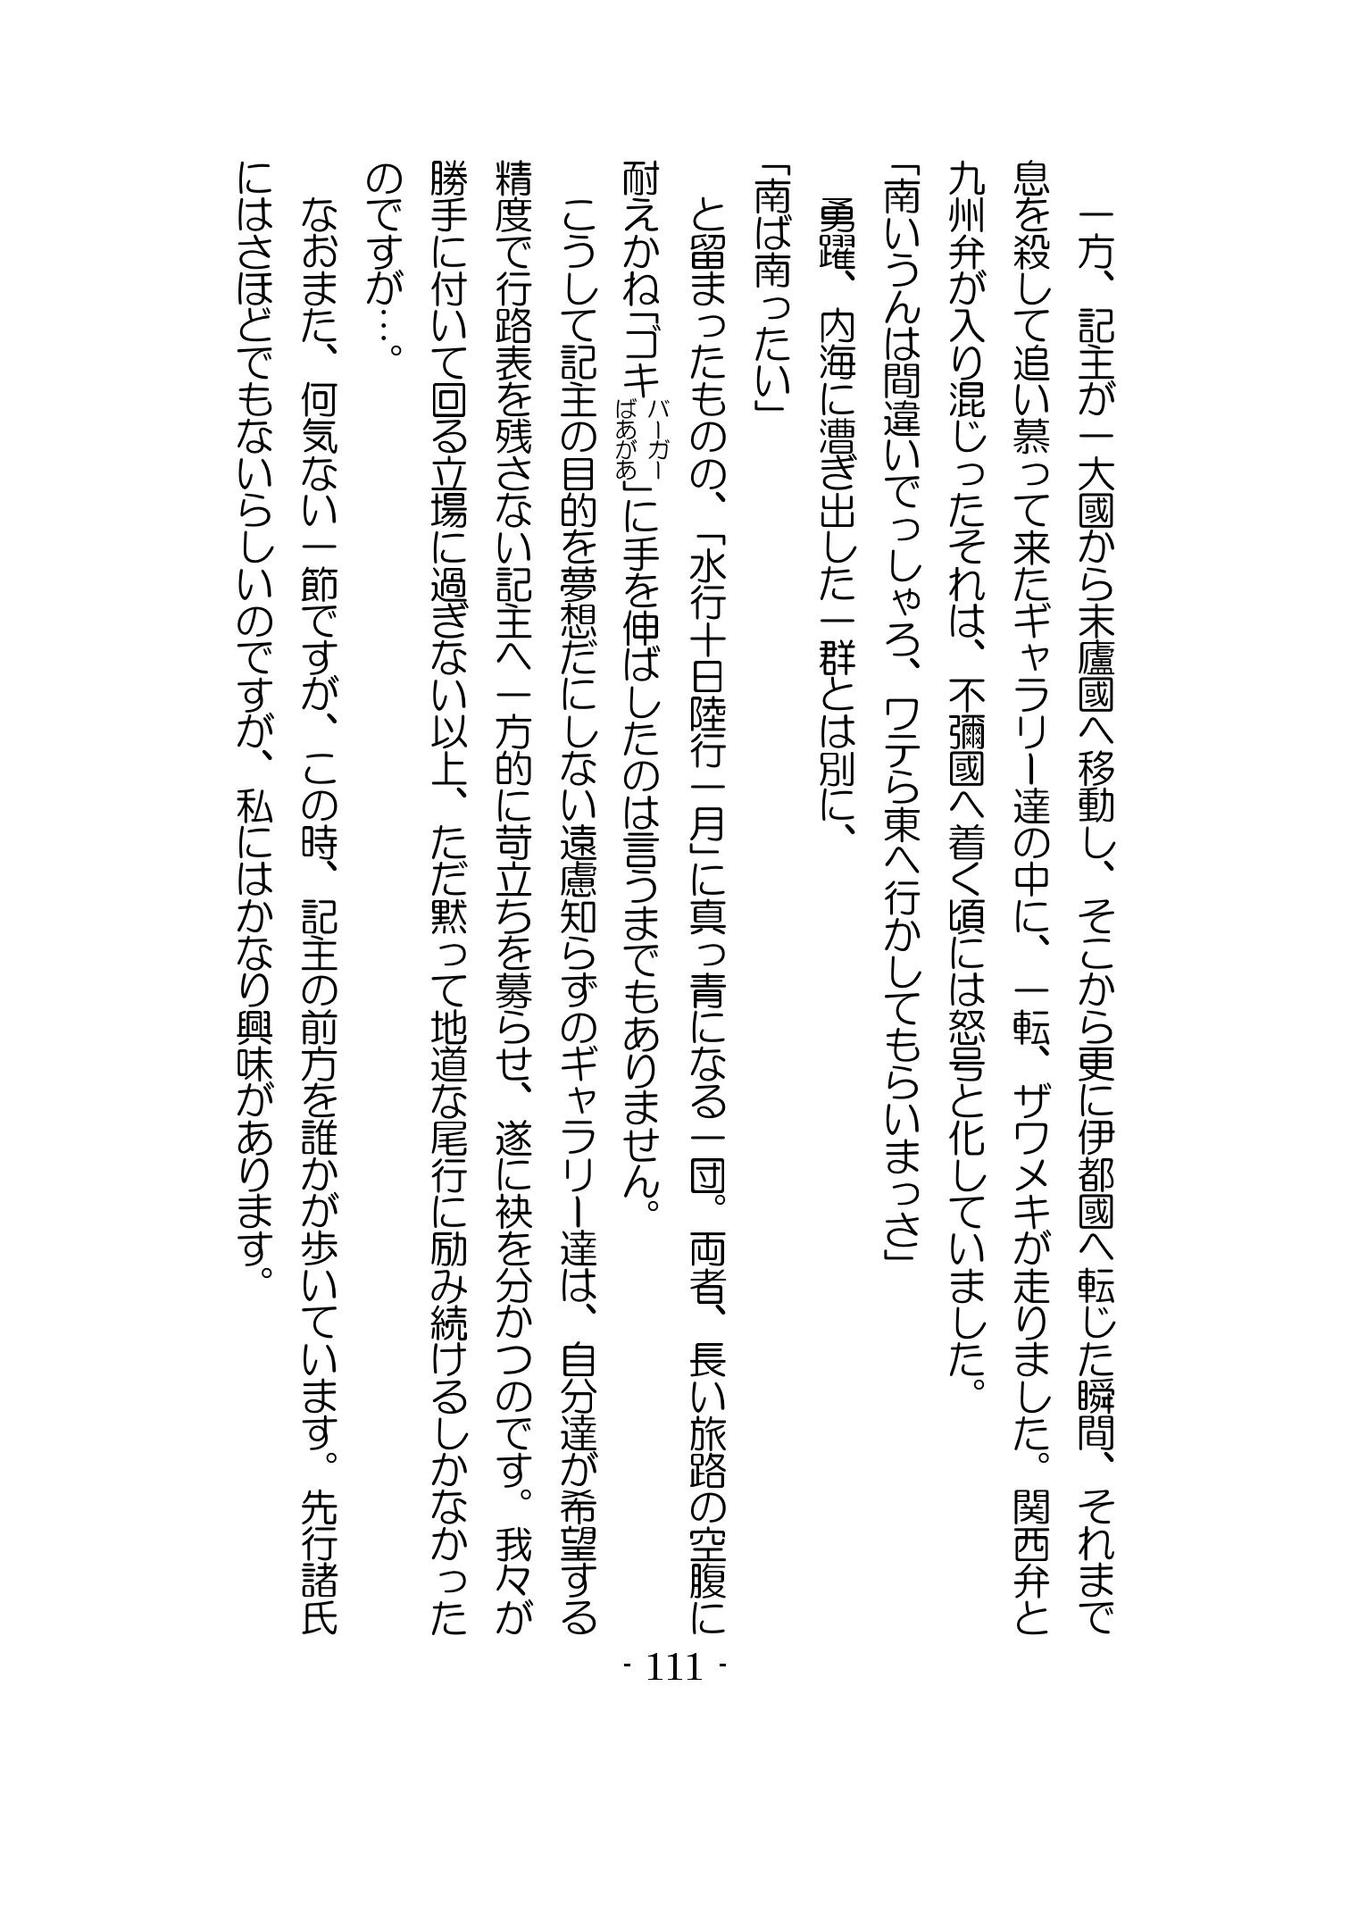 一方、記主が一大國から末廬國へ移動し、そこから更に伊都國へ転じた瞬間、それまで
息を殺して追い慕って来たギャラリー達の中に、一転、ザワメキが走りました。関西弁と
九州弁が入り混じったそれは、不彌國へ着く頃には怒号と化していました。
「南いうんは間違いでっしゃろ、ワテら東へ行かしてもらいまっさ」
勇躍、内海に漕ぎ出した一群とは別に、
「南ば南ったい」
と留まったものの、「水行十日陸行一月」に真っ青になる一団。両者、長い旅路の空腹に
耐えかね「ゴキバーガーばあがあ」に手を伸ばしたのは言うまでもありません。
こうして記主の目的を夢想だにしない遠慮知らずのギャラリー達は、自分達が希望する
精度で行路表を残さない記主へ一方的に苛立ちを募らせ、遂に袂を分かつのです。我々が
勝手に付いて回る立場に過ぎない以上、ただ黙って地道な尾行に励み続けるしかなかった
のですが…。
なおまた、何気ない一節ですが、この時、記主の前方を誰かが歩いています。先行諸氏
にはさほどでもないらしいのですが、私にはかなり興味があります。
- 111 -